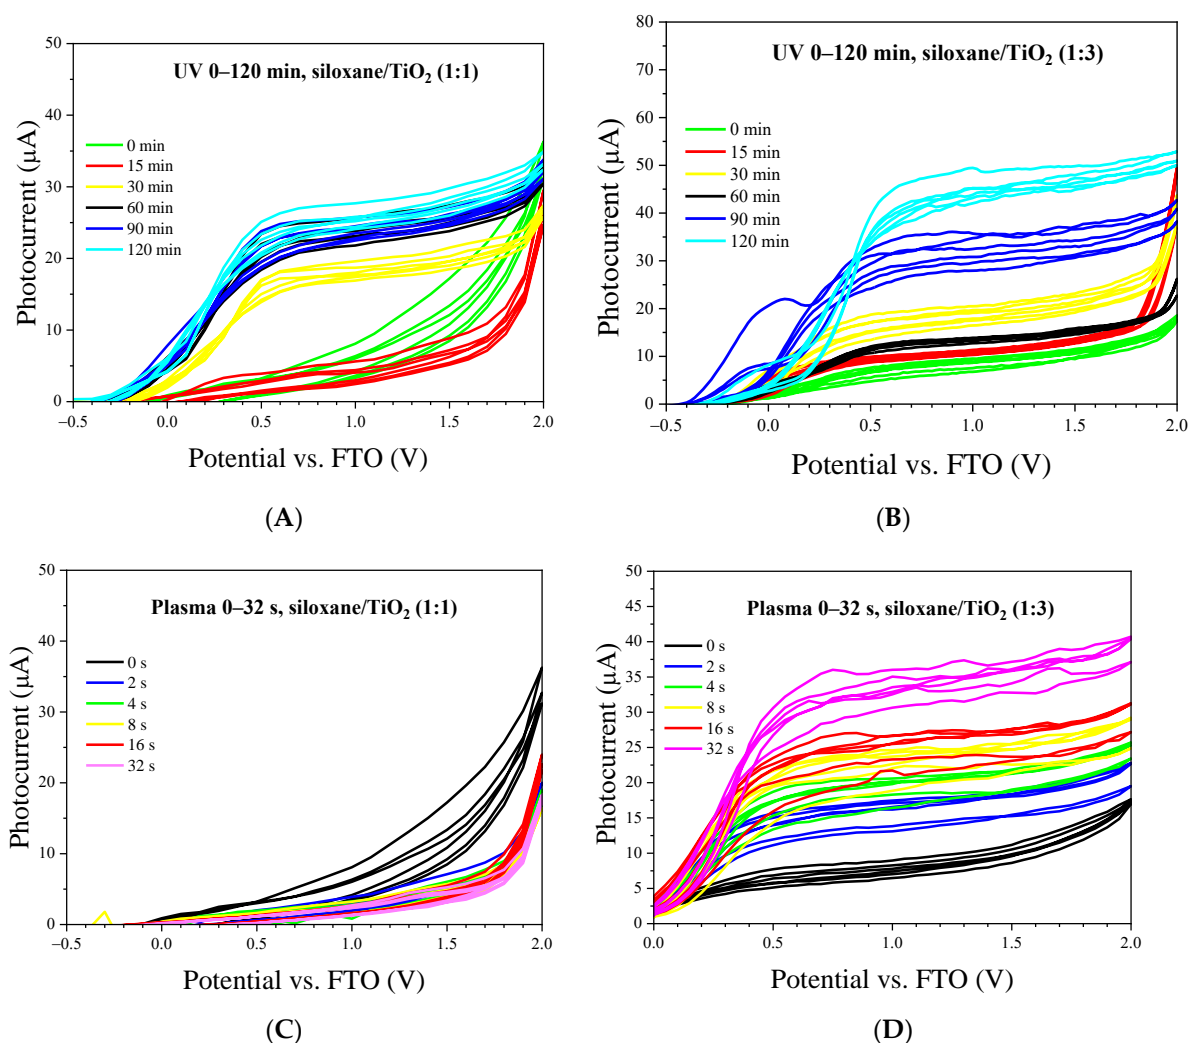 UV 0–120 min, siloxane/TiO₂ (1:1)
Photocurrent (μA)
50
40
30
20
10
0
0 min
15 min
30 min
60 min
90 min
120 min
−0.5 0.0 0.5 1.0 1.5 2.0
Potential vs. FTO (V)
(A)
UV 0–120 min, siloxane/TiO₂ (1:3)
Photocurrent (μA)
80
70
60
50
40
30
20
10
0
0 min
15 min
30 min
60 min
90 min
120 min
−0.5 0.0 0.5 1.0 1.5 2.0
Potential vs. FTO (V)
(B)
Plasma 0–32 s, siloxane/TiO₂ (1:1)
Photocurrent (μA)
50
40
30
20
10
0
0 s
2 s
4 s
8 s
16 s
32 s
−0.5 0.0 0.5 1.0 1.5 2.0
Potential vs. FTO (V)
(C)
Plasma 0–32 s, siloxane/TiO₂ (1:3)
Photocurrent (μA)
50
45
40
35
30
25
20
15
10
5
0
0 s
2 s
4 s
8 s
16 s
32 s
0.0 0.5 1.0 1.5 2.0
Potential vs. FTO (V)
(D)